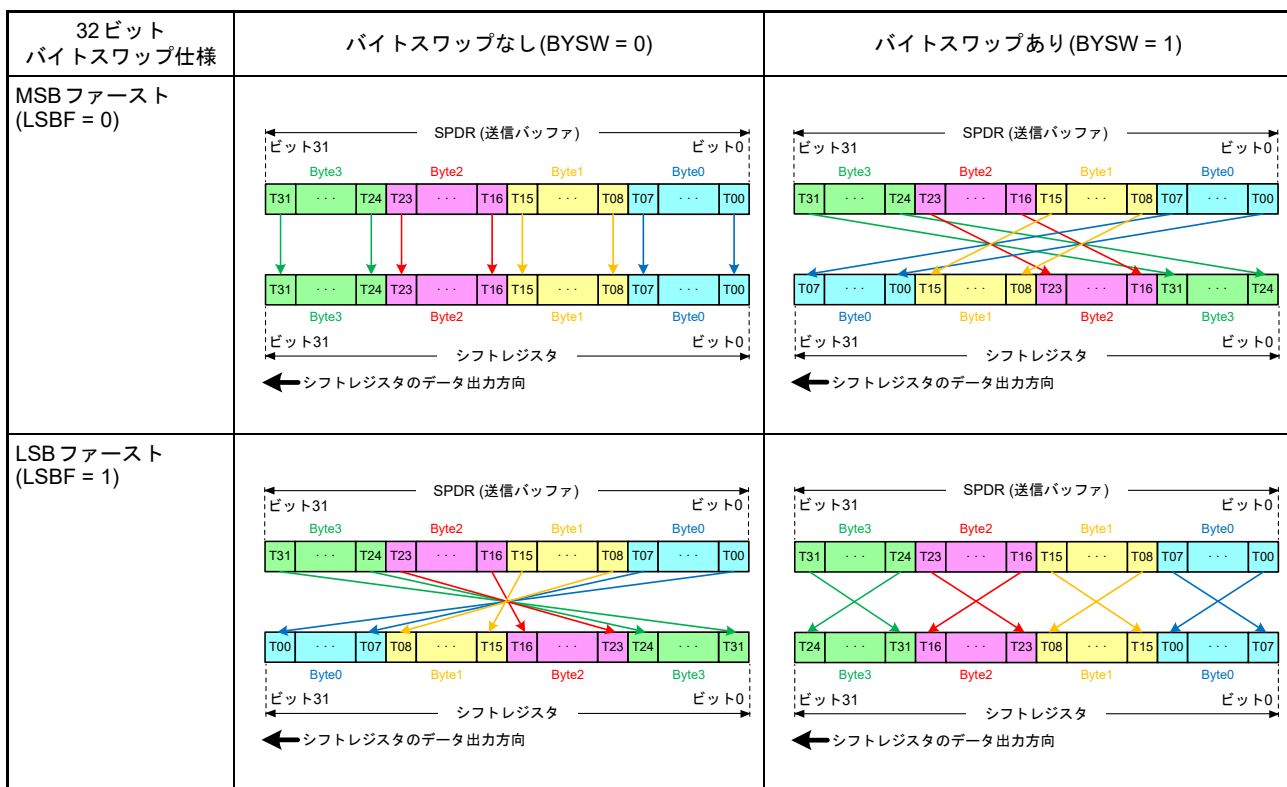 32ビット
バイトスワップ仕様
バイトスワップなし(BYSW = 0)
バイトスワップあり(BYSW = 1)
MSBファースト
(LSBF = 0)
SPDR (送信バッファ)
ビット31 ビット0
Byte3 Byte2 Byte1 Byte0
T31 ··· T24 T23 ··· T16 T15 ··· T08 T07 ··· T00
T31 ··· T24 T23 ··· T16 T15 ··· T08 T07 ··· T00
Byte3 Byte2 Byte1 Byte0
ビット31 ビット0
シフトレジスタ
シフトレジスタのデータ出力方向
SPDR (送信バッファ)
ビット31 ビット0
Byte3 Byte2 Byte1 Byte0
T31 ··· T24 T23 ··· T16 T15 ··· T08 T07 ··· T00
T07 ··· T00 T15 ··· T08 T23 ··· T16 T31 ··· T24
Byte0 Byte1 Byte2 Byte3
ビット31 ビット0
シフトレジスタ
シフトレジスタのデータ出力方向
LSBファースト
(LSBF = 1)
SPDR (送信バッファ)
ビット31 ビット0
Byte3 Byte2 Byte1 Byte0
T31 ··· T24 T23 ··· T16 T15 ··· T08 T07 ··· T00
T00 ··· T07 T08 ··· T15 T16 ··· T23 T24 ··· T31
Byte0 Byte1 Byte2 Byte3
ビット31 ビット0
シフトレジスタ
シフトレジスタのデータ出力方向
SPDR (送信バッファ)
ビット31 ビット0
Byte3 Byte2 Byte1 Byte0
T31 ··· T24 T23 ··· T16 T15 ··· T08 T07 ··· T00
T24 ··· T31 T16 ··· T23 T08 ··· T15 T00 ··· T07
Byte3 Byte2 Byte1 Byte0
ビット31 ビット0
シフトレジスタ
シフトレジスタのデータ出力方向